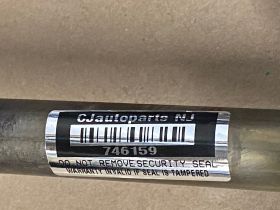 CJautoparts NJ
746159
DO NOT REMOVE SECURITY SEAL
WARRANTY INVALID IF SEAL IS TAMPERED